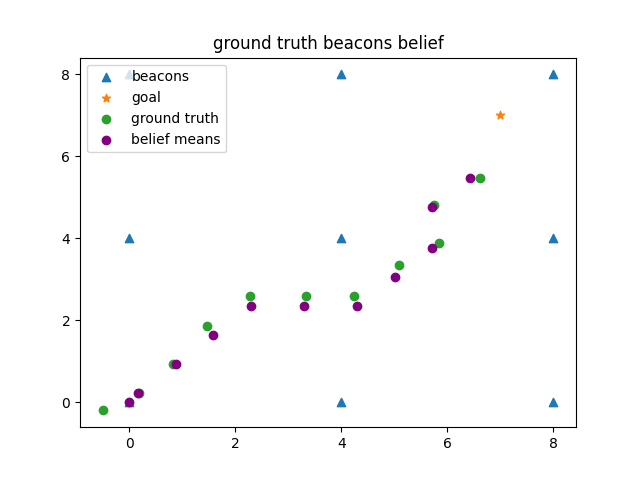 ground truth beacons belief
8
6
4
2
0
beacons
goal
ground truth
belief means
0 2 4 6 8